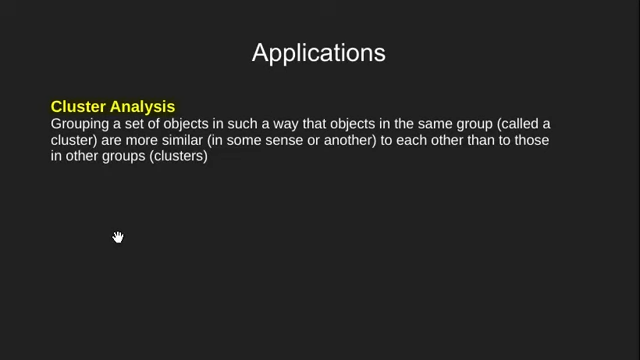 Applications
Cluster Analysis
Grouping a set of objects in such a way that objects in the same group (called a
cluster) are more similar (in some sense or another) to each other than to those
in other groups (clusters)